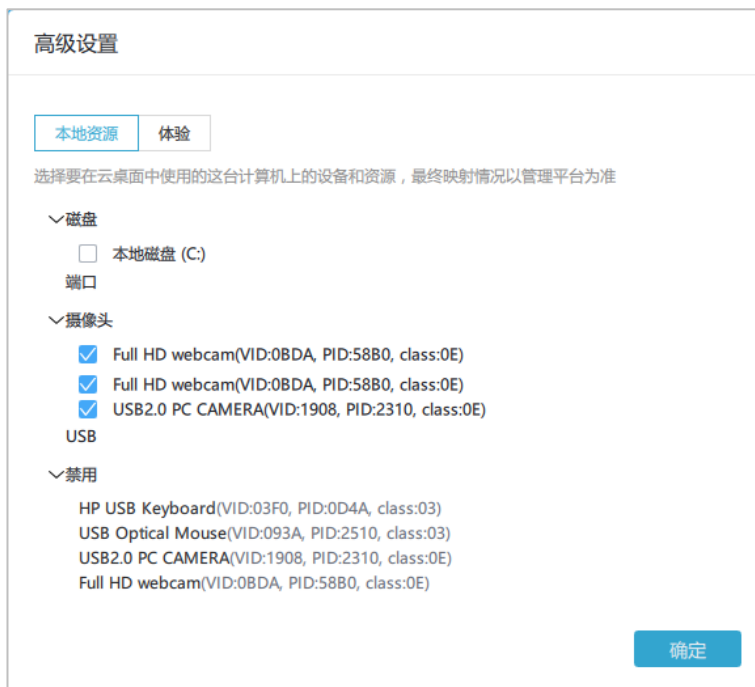 高级设置
本地资源 体验
选择要在云桌面中使用的这台计算机上的设备和资源，最终映射情况以管理平台为准
磁盘
本地磁盘 (C:)
端口
摄像头
Full HD webcam(VID:0BDA, PID:58B0, class:0E)
Full HD webcam(VID:0BDA, PID:58B0, class:0E)
USB2.0 PC CAMERA(VID:1908, PID:2310, class:0E)
USB
禁用
HP USB Keyboard(VID:03F0, PID:0D4A, class:03)
USB Optical Mouse(VID:093A, PID:2510, class:03)
USB2.0 PC CAMERA(VID:1908, PID:2310, class:0E)
Full HD webcam(VID:0BDA, PID:58B0, class:0E)
确定